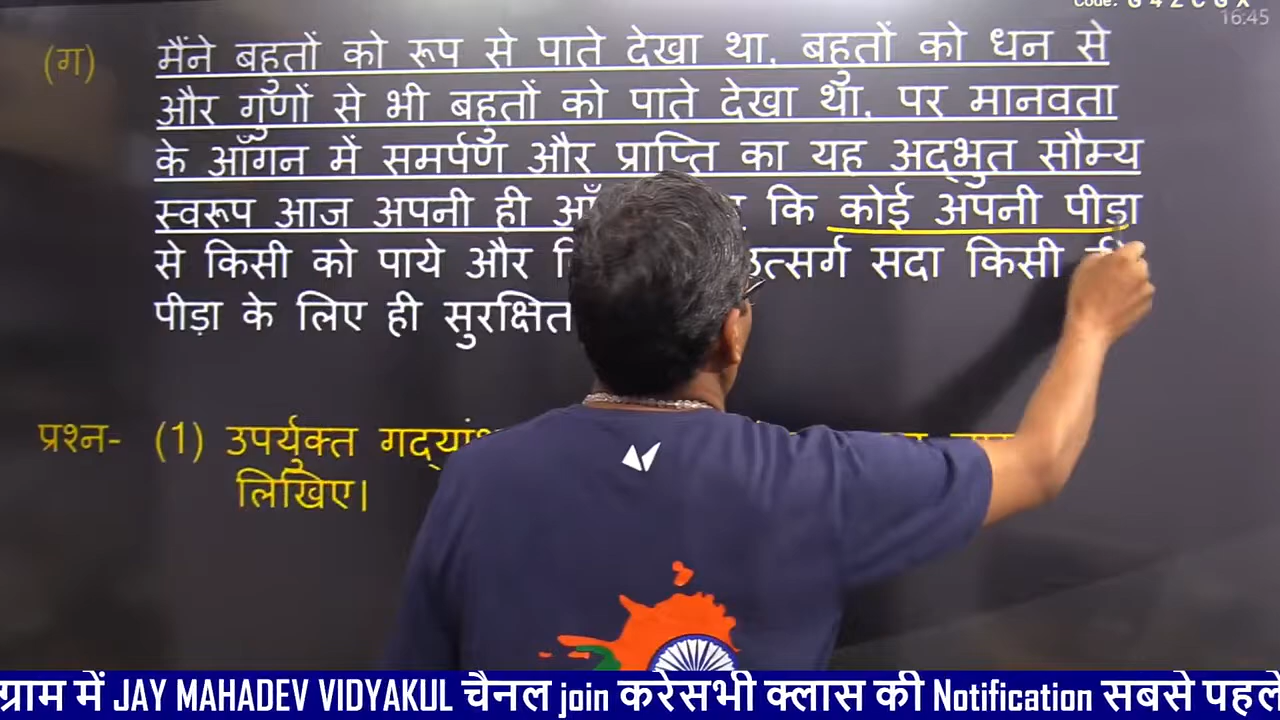 Code: G 4 Z C G X
16:45
(ग) मैंने बहुतों को रूप से पाते देखा था, बहुतों को धन से
और गुणों से भी बहुतों को पाते देखा था, पर मानवता
के आँगन में समर्पण और प्राप्ति का यह अद्भुत सौम्य
स्वरूप आज अपनी ही कि कोई अपनी पीड़ा
से किसी को पाये और उत्सर्ग सदा किसी की
पीड़ा के लिए ही सुरक्षित
प्रश्न- (1) उपर्युक्त
लिखिए।
ग्राम में JAY MAHADEV VIDYAKUL चैनल join करेसभी क्लास की Notification सबसे पहले